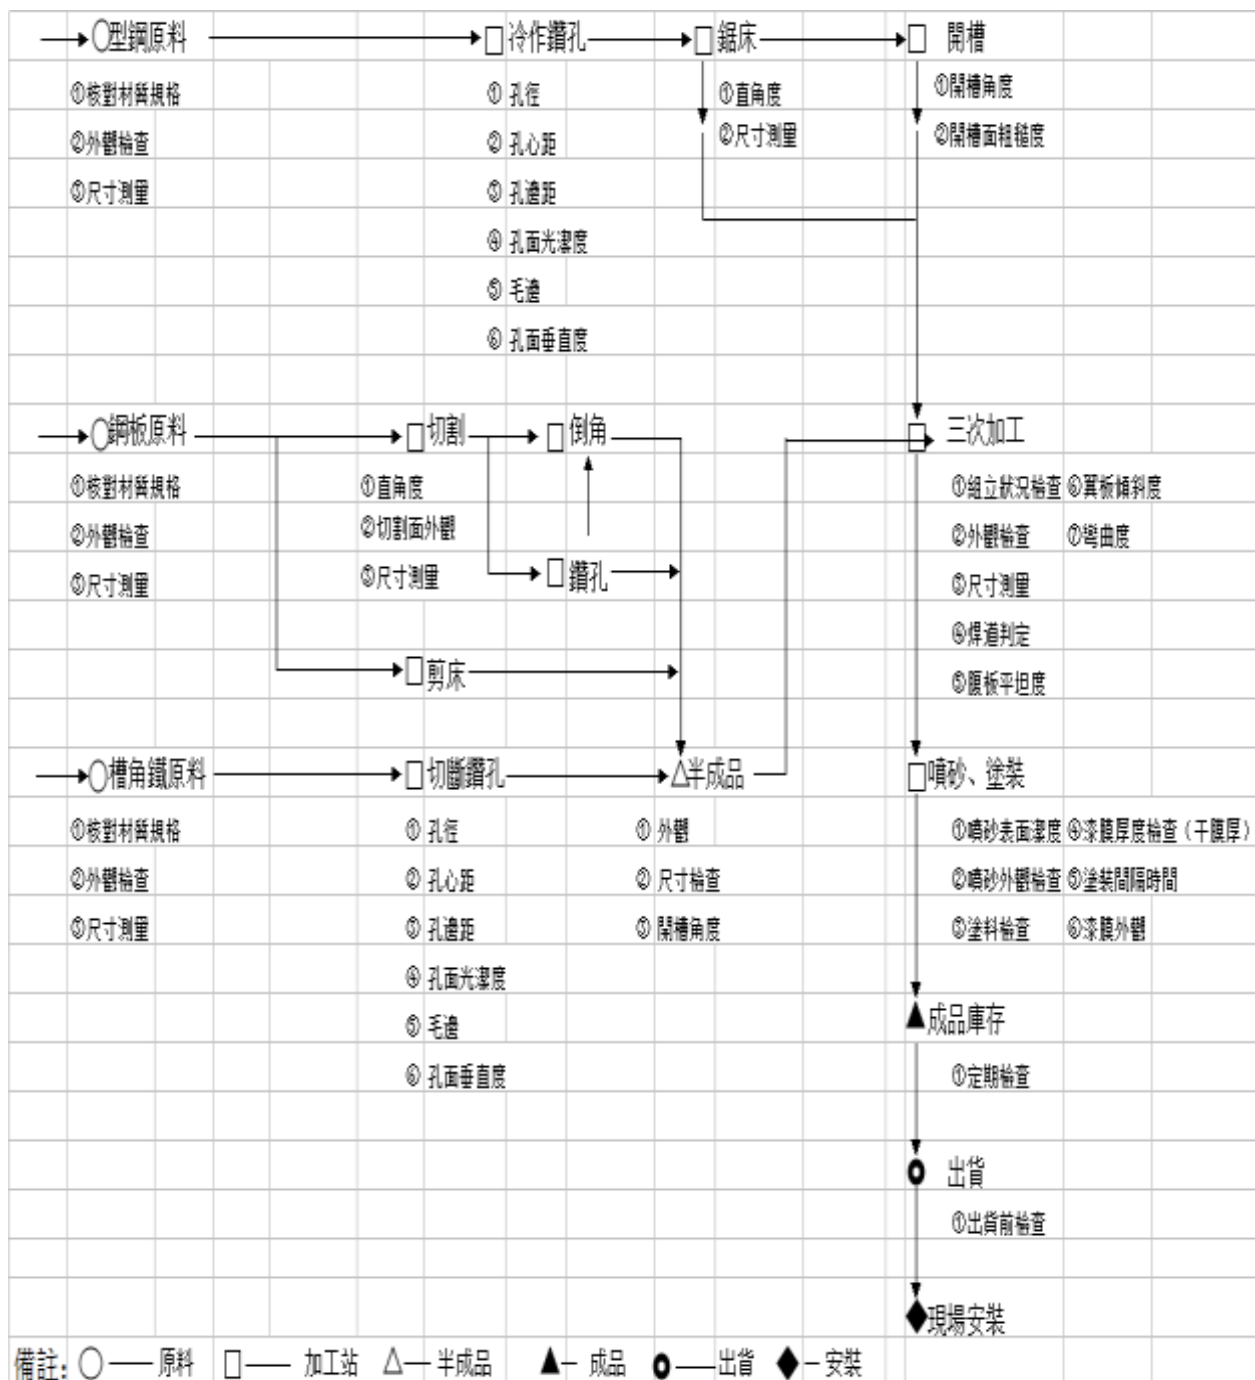 型鋼原料 冷作鑽孔 鋸床 開槽
①核對材質規格 ① 孔徑 ①直角度 ①開槽角度
②外觀檢查 ② 孔心距 ②尺寸測量 ②開槽面粗糙度
③尺寸測量 ③ 孔邊距
④ 孔面光潔度
⑤ 毛邊
⑥ 孔面垂直度
鋼板原料 切割 倒角 三次加工
①核對材質規格 ①直角度 ①組立狀況檢查 ⑥翼板傾斜度
②外觀檢查 ②切割面外觀 ②外觀檢查 ⑦彎曲度
③尺寸測量 ③尺寸測量 鑽孔 ③尺寸測量
④焊道判定
剪床 ⑤腹板平坦度
槽角鐵原料 切斷鑽孔 半成品 噴砂、塗裝
①核對材質規格 ① 孔徑 ① 外觀 ①噴砂表面潔度 ④漆膜厚度檢查（干膜厚）
②外觀檢查 ② 孔心距 ② 尺寸檢查 ②噴砂外觀檢查 ⑤塗裝間隔時間
③尺寸測量 ③ 孔邊距 ③ 開槽角度 ③塗料檢查 ⑥漆膜外觀
④ 孔面光潔度
⑤ 毛邊 成品庫存
⑥ 孔面垂直度 ①定期檢查
出貨
①出貨前檢查
現場安裝
備註: ○——原料 □—— 加工站 △—半成品 ▲— 成品 ——出貨 ◆—安裝